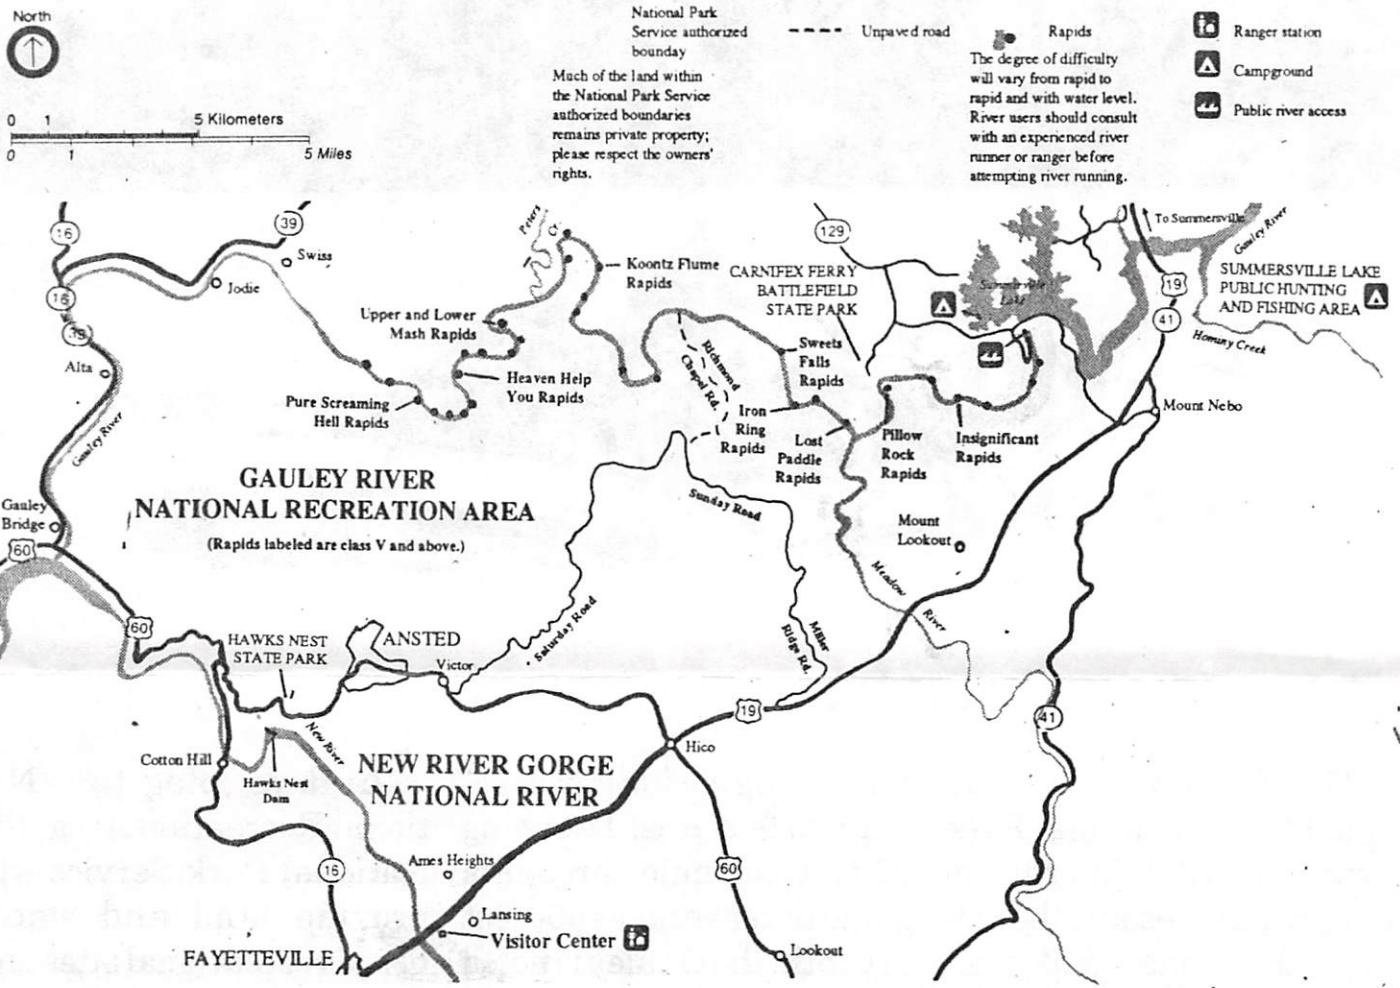 North
0 1 5 Kilometers
0 1 5 Miles
National Park
Service authorized
bounday
Much of the land within
the National Park Service
authorized boundaries
remains private property;
please respect the owners'
rights.
Unpaved road
Rapids
The degree of difficulty
will vary from rapid to
rapid and with water level.
River users should consult
with an experienced river
runner or ranger before
attempting river running.
Ranger station
Campground
Public river access
16
39
Swiss
Jodie
16
39
Alta
Gauley River
Gauley
Bridge
60
Peters
Cr.
Koontz Flume
Rapids
Upper and Lower
Mash Rapids
Heaven Help
You Rapids
Pure Screaming
Hell Rapids
129
CARNIFEX FERRY
BATTLEFIELD
STATE PARK
Summersville
Lake
To Summersville
Gauley River
19
41
SUMMERSVILLE LAKE
PUBLIC HUNTING
AND FISHING AREA
Hominy Creek
Mount Nebo
Richmond
Chapel Rd.
Sweets
Falls
Rapids
Iron
Ring
Rapids
Lost
Paddle
Rapids
Pillow
Rock
Rapids
Insignificant
Rapids
GAULEY RIVER
NATIONAL RECREATION AREA
(Rapids labeled are class V and above.)
Sunday Road
Mount
Lookout
Meadow
River
Saturday Road
Miller
Ridge Rd.
60
HAWKS NEST
STATE PARK
ANSTED
Victor
19
41
Hico
New River
Cotton Hill
Hawks Nest
Dam
NEW RIVER GORGE
NATIONAL RIVER
16
Ames Heights
60
Lansing
Visitor Center
FAYETTEVILLE
Lookout